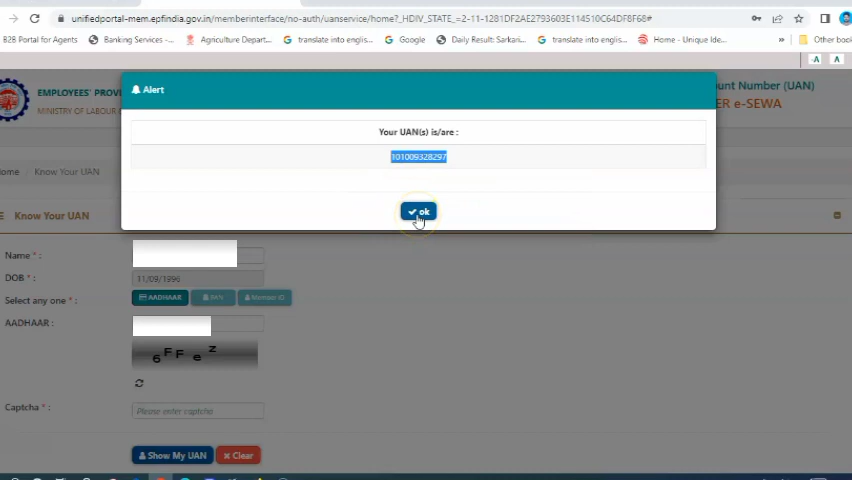 unifiedportal-mem.epfindia.gov.in/memberinterface/no-auth/uanservice/home?_HDIV_STATE_=2-11-1281DF2AE2793603E114510C64DF8F68#
B2B Portal for Agents
Banking Services -...
Agriculture Depart...
translate into englis...
Google
Daily Result: Sarkari...
translate into englis...
Home - Unique Ide...
»
Other book
-A A
EMPLOYEES' PROVI
MINISTRY OF LABOUR
Alert
ount Number (UAN)
ER e-SEWA
Your UAN(s) is/are :
101009328297
ok
ome Know Your UAN
Know Your UAN
Name * :
DOB * :
11/09/1996
Select any one * :
AADHAAR
PAN
Member ID
AADHAAR :
6 F F e z
Captcha * :
Please enter captcha
Show My UAN
Clear